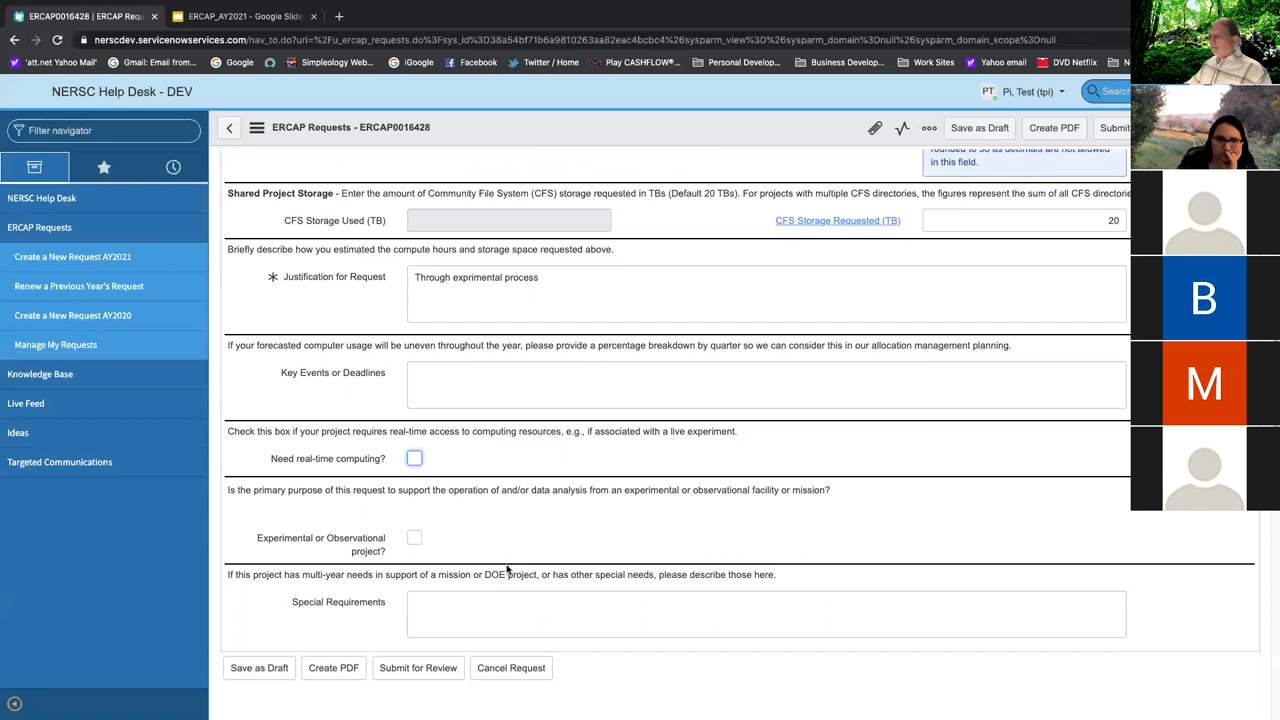 ERCAP0016428 | ERCAP Requ
ERCAP_AY2021 - Google Slide
nerscdev.servicenowservices.com/nav_to.do?uri=%2Fu_ercap_requests.do%3Fsys_id%3D38a54bf71b6a9810263aa82eac4bcbc4%26sysparm_view%3D%26sysparm_domain%3Dnull%26sysparm_domain_scope%3Dnull
'att.net Yahoo Mail'
Gmail: Email from...
Google
Simpleology Web...
iGoogle
Facebook
Twitter / Home
Play CASHFLOW®...
Personal Develop...
Business Develop...
Work Sites
Yahoo email
DVD Netflix
NERSC Help Desk - DEV
PT
Pi, Test (tpi)
Search
Filter navigator
ERCAP Requests - ERCAP0016428
Save as Draft
Create PDF
Submit
NERSC Help Desk
ERCAP Requests
Create a New Request AY2021
Renew a Previous Year's Request
Create a New Request AY2020
Manage My Requests
Knowledge Base
Live Feed
Ideas
Targeted Communications
in this field.
Shared Project Storage - Enter the amount of Community File System (CFS) storage requested in TBs (Default 20 TBs). For projects with multiple CFS directories, the figures represent the sum of all CFS directorie
CFS Storage Used (TB)
CFS Storage Requested (TB)
20
Briefly describe how you estimated the compute hours and storage space requested above.
Justification for Request
Through exprimental process
If your forecasted computer usage will be uneven throughout the year, please provide a percentage breakdown by quarter so we can consider this in our allocation management planning.
Key Events or Deadlines
Check this box if your project requires real-time access to computing resources, e.g., if associated with a live experiment.
Need real-time computing?
Is the primary purpose of this request to support the operation of and/or data analysis from an experimental or observational facility or mission?
Experimental or Observational
project?
If this project has multi-year needs in support of a mission or DOE project, or has other special needs, please describe those here.
Special Requirements
Save as Draft
Create PDF
Submit for Review
Cancel Request
B
M